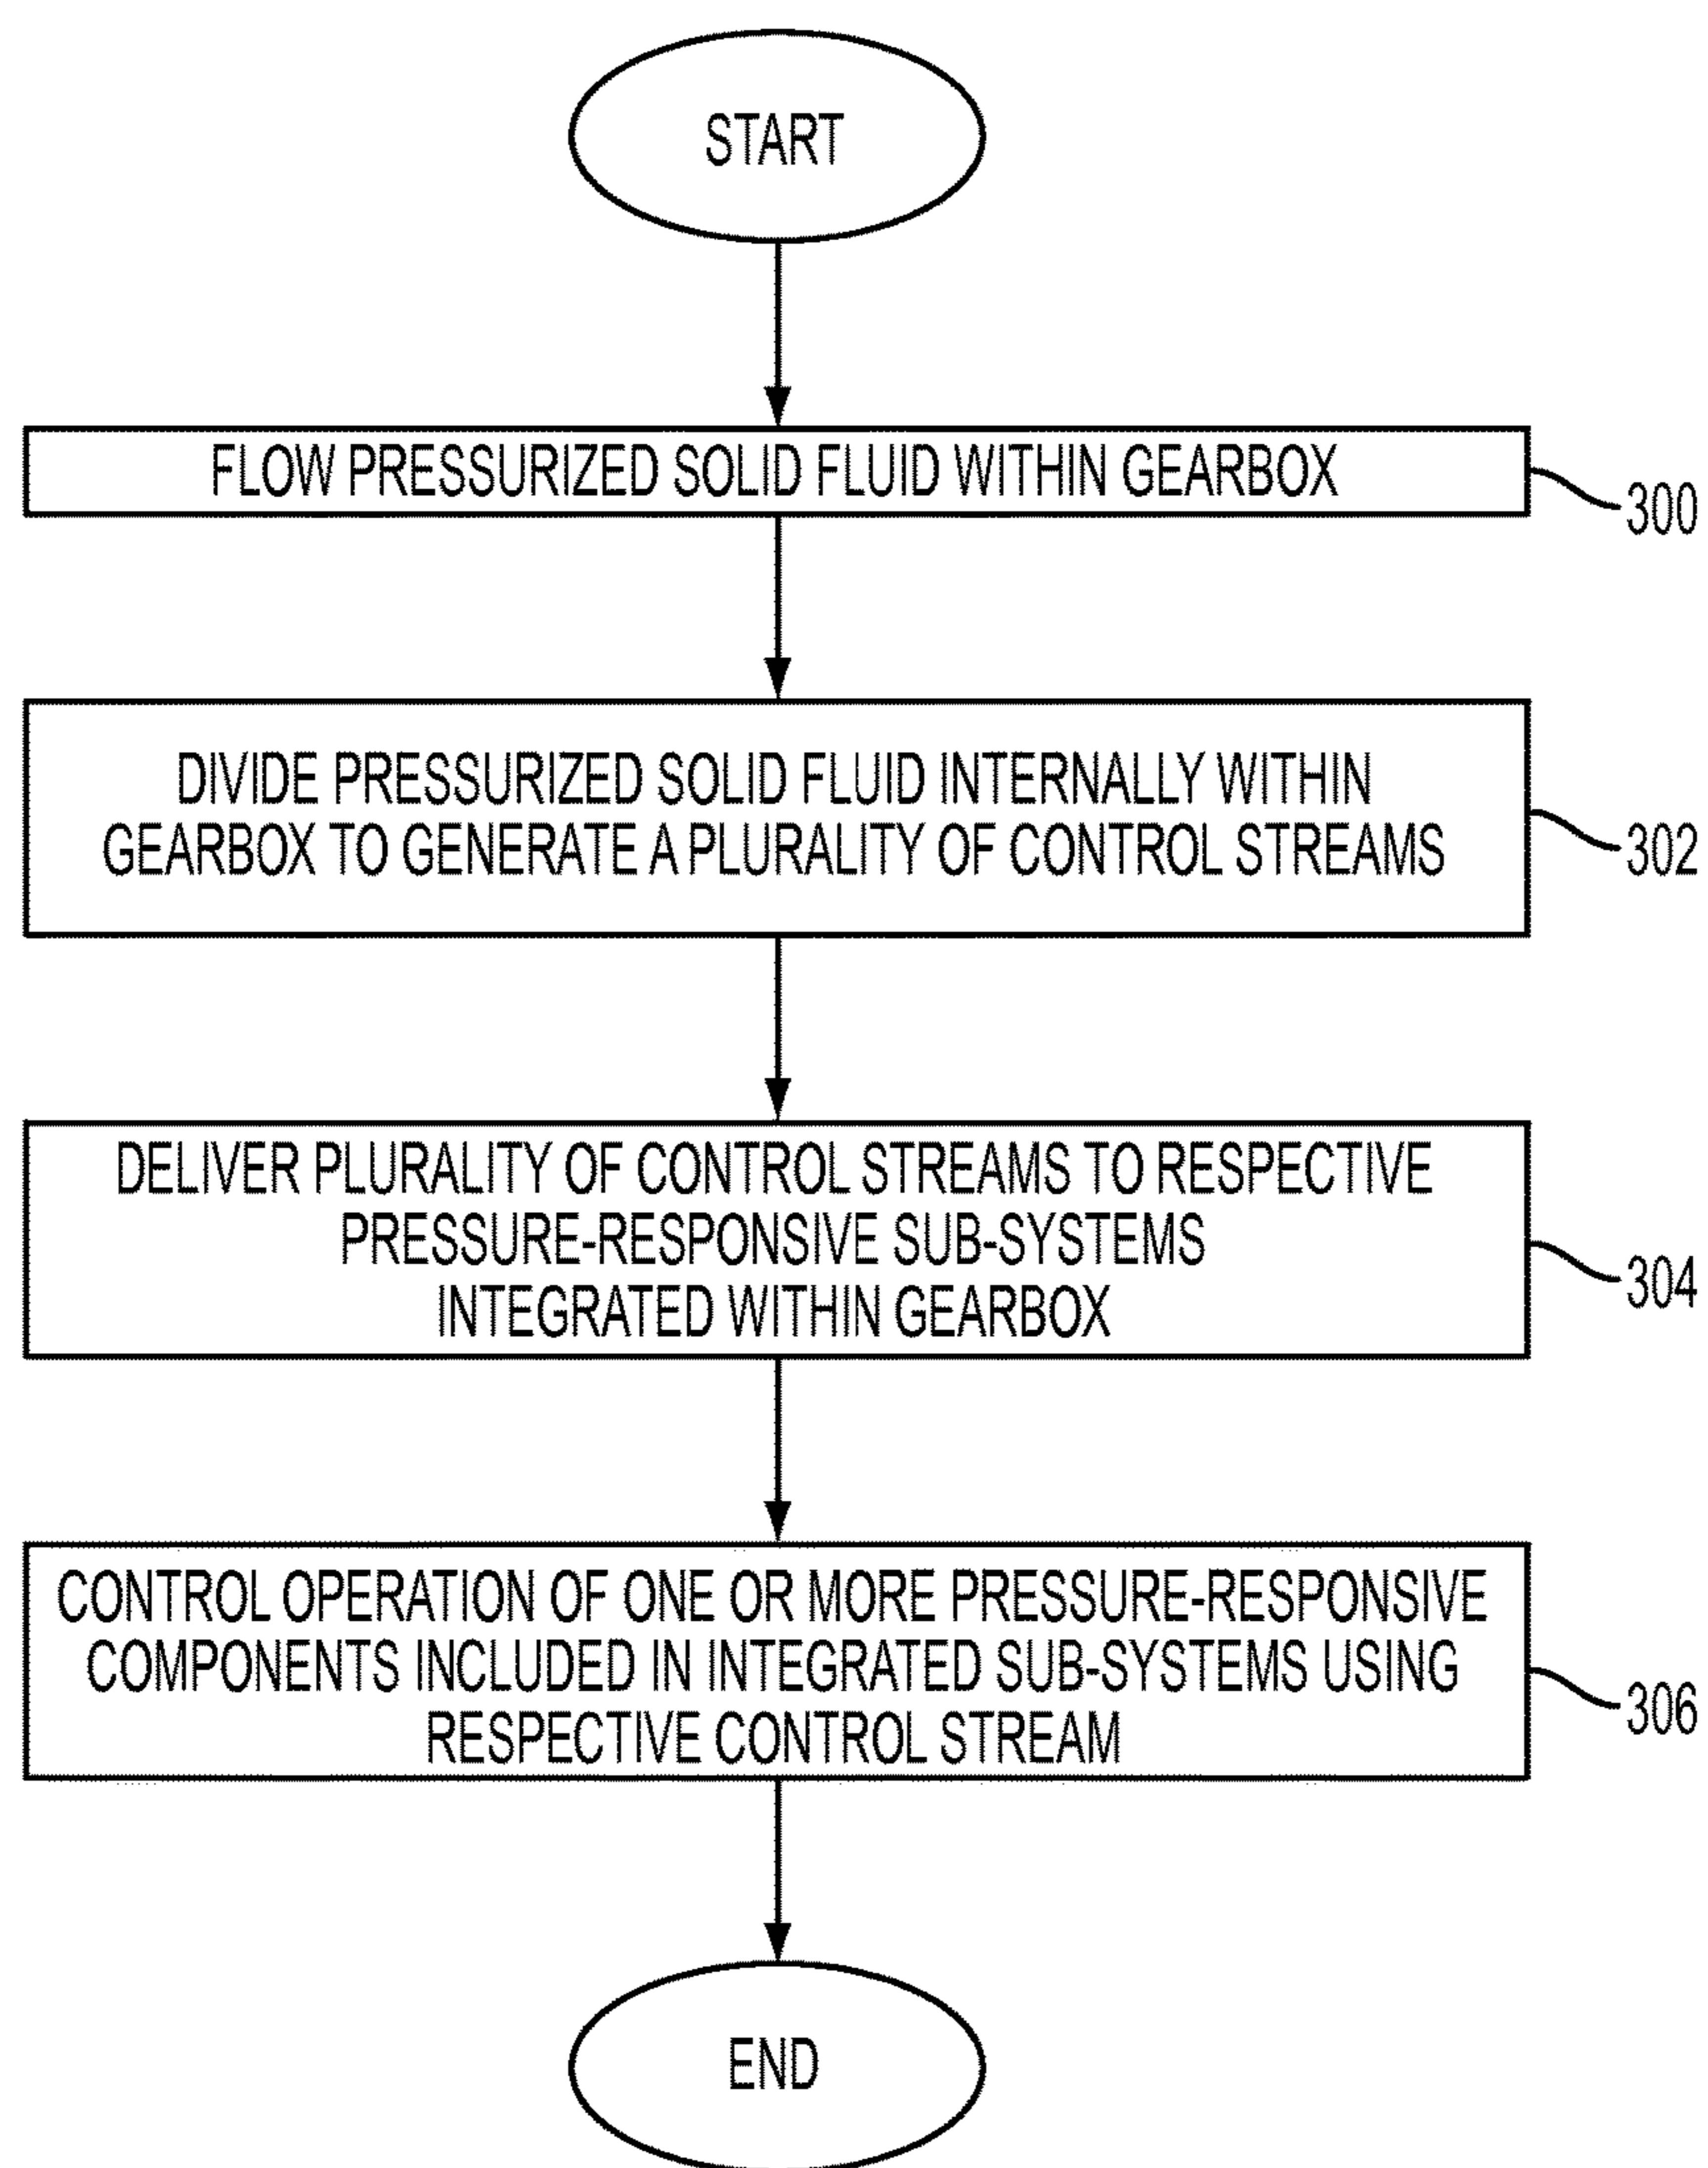 START
FLOW PRESSURIZED SOLID FLUID WITHIN GEARBOX
300
DIVIDE PRESSURIZED SOLID FLUID INTERNALLY WITHIN
GEARBOX TO GENERATE A PLURALITY OF CONTROL STREAMS
302
DELIVER PLURALITY OF CONTROL STREAMS TO RESPECTIVE
PRESSURE-RESPONSIVE SUB-SYSTEMS
INTEGRATED WITHIN GEARBOX
304
CONTROL OPERATION OF ONE OR MORE PRESSURE-RESPONSIVE
COMPONENTS INCLUDED IN INTEGRATED SUB-SYSTEMS USING
RESPECTIVE CONTROL STREAM
306
END